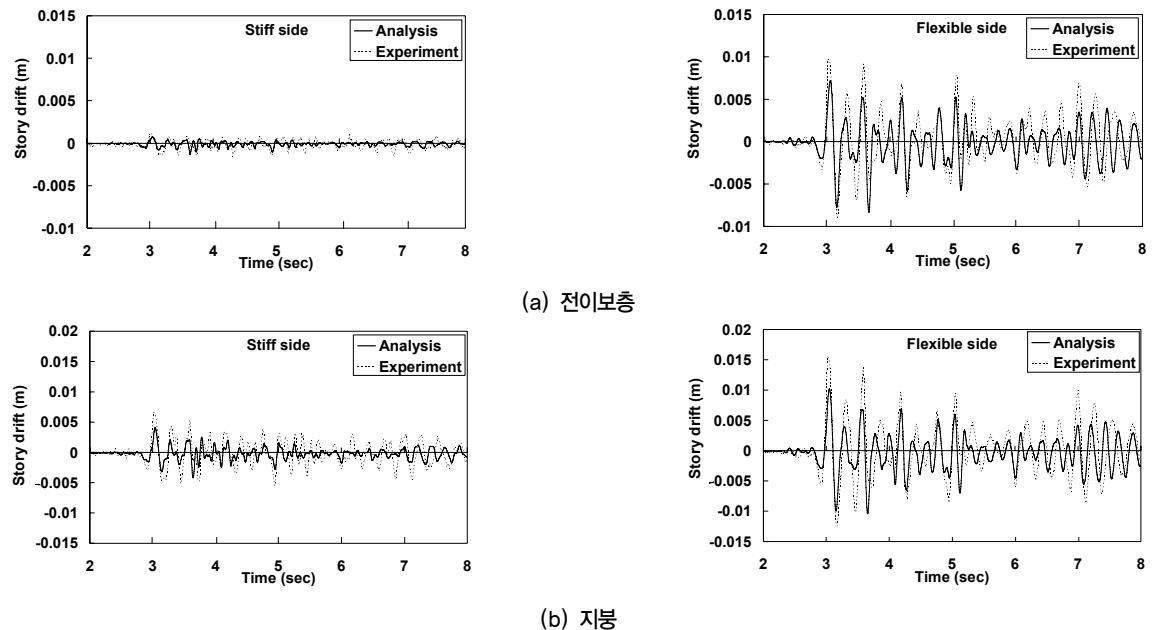 0.015
0.01
0.005
0
-0.005
-0.01
Story drift (m)
Stiff side
Analysis
Experiment
2 3 4 5 6 7 8
Time (sec)
0.015
0.01
0.005
0
-0.005
-0.01
Story drift (m)
Flexible side
Analysis
Experiment
2 3 4 5 6 7 8
Time (sec)
(a) 전이보층
0.02
0.015
0.01
0.005
0
-0.005
-0.01
-0.015
Story drift (m)
Stiff side
Analysis
Experiment
2 3 4 5 6 7 8
Time (sec)
0.02
0.015
0.01
0.005
0
-0.005
-0.01
-0.015
Story drift (m)
Flexible side
Analysis
Experiment
2 3 4 5 6 7 8
Time (sec)
(b) 지붕